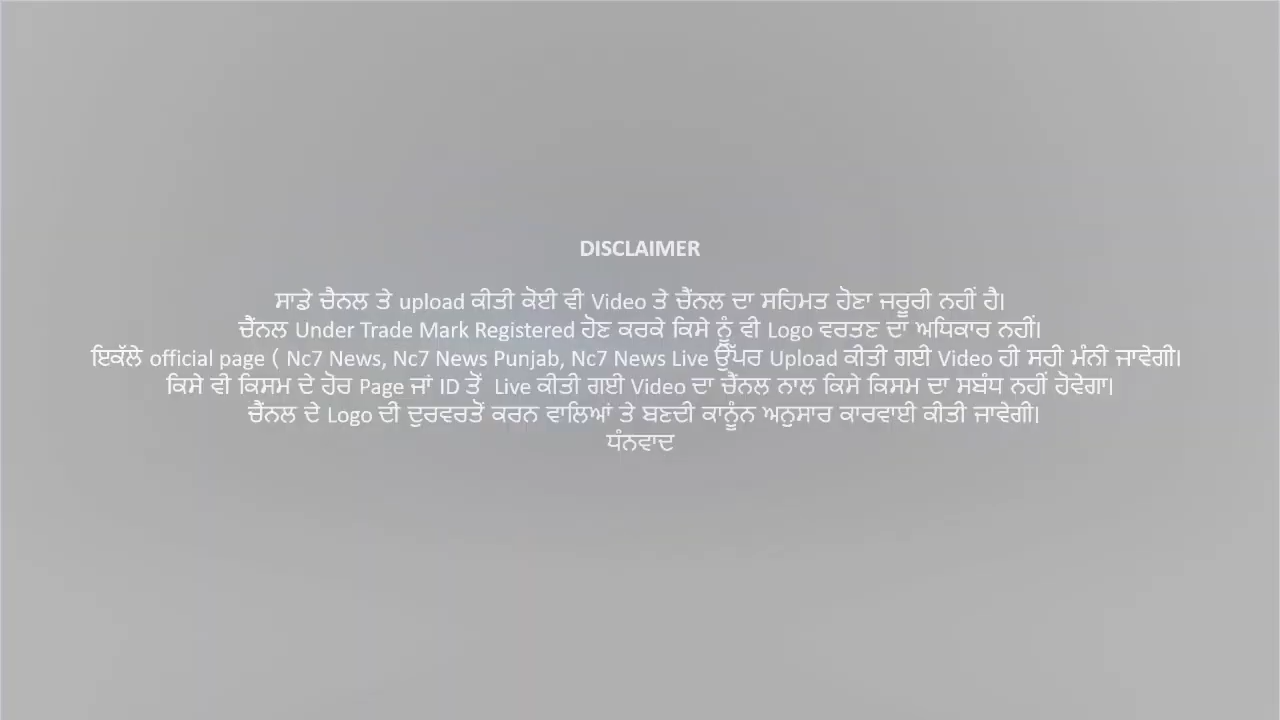 DISCLAIMER
ਸਾਡੇ ਚੈਨਲ ਤੇ upload ਕੀਤੀ ਕੋਈ ਵੀ Video ਤੇ ਚੈਂਨਲ ਦਾ ਸਹਿਮਤ ਹੋਣਾ ਜਰੂਰੀ ਨਹੀਂ ਹੈ।
ਚੈਂਨਲ Under Trade Mark Registered ਹੋਣ ਕਰਕੇ ਕਿਸੇ ਨੂੰ ਵੀ Logo ਵਰਤਣ ਦਾ ਅਧਿਕਾਰ ਨਹੀਂ।
ਇਕੱਲੇ official page ( Nc7 News, Nc7 News Punjab, Nc7 News Live ਉੱਪਰ Upload ਕੀਤੀ ਗਈ Video ਹੀ ਸਹੀ ਮੰਨੀ ਜਾਵੇਗੀ।
ਕਿਸੇ ਵੀ ਕਿਸਮ ਦੇ ਹੋਰ Page ਜਾਂ ID ਤੋਂ Live ਕੀਤੀ ਗਈ Video ਦਾ ਚੈਂਨਲ ਨਾਲ ਕਿਸੇ ਕਿਸਮ ਦਾ ਸਬੰਧ ਨਹੀਂ ਹੋਵੇਗਾ।
ਚੈਂਨਲ ਦੇ Logo ਦੀ ਦੁਰਵਰਤੋਂ ਕਰਨ ਵਾਲਿਆਂ ਤੇ ਬਣਦੀ ਕਾਨੂੰਨ ਅਨੁਸਾਰ ਕਾਰਵਾਈ ਕੀਤੀ ਜਾਵੇਗੀ।
ਧੰਨਵਾਦ